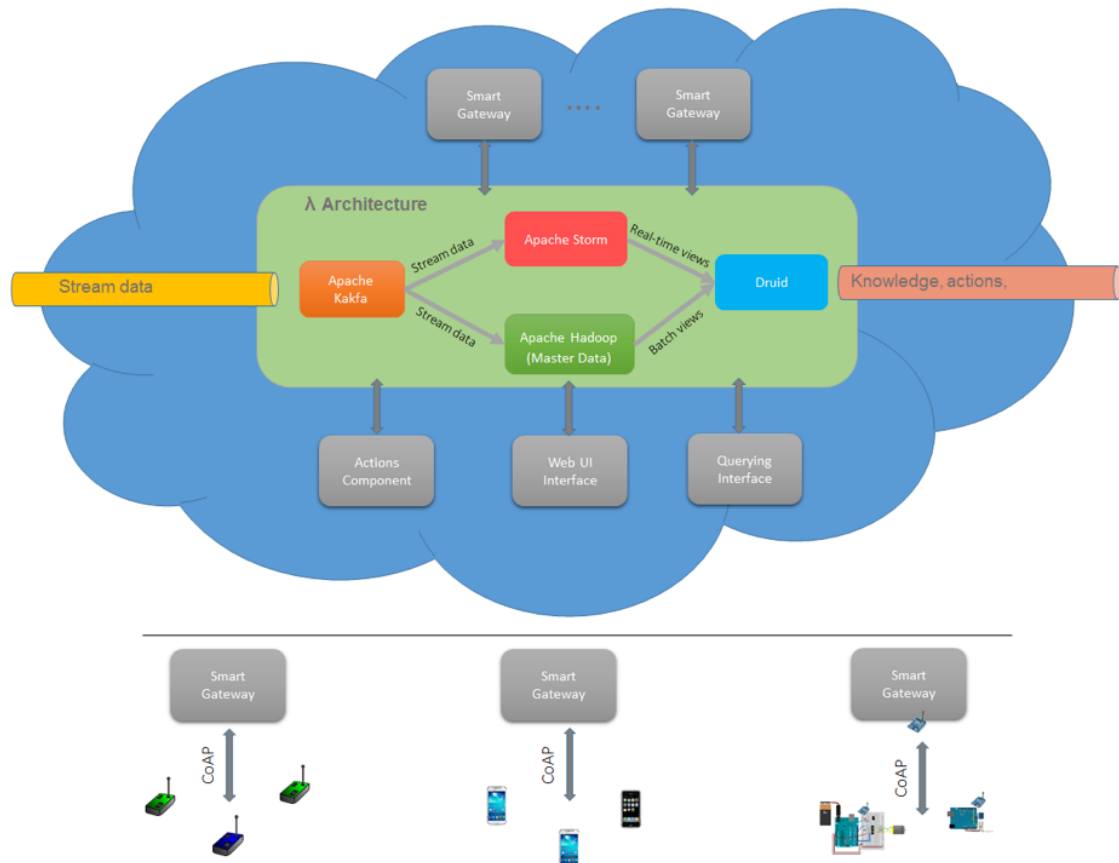 Smart
Gateway
....
Smart
Gateway
λ Architecture
Apache Storm
Stream data
Real-time views
Stream data
Apache
Kakfa
Druid
Knowledge, actions,
Stream data
Batch views
Apache Hadoop
(Master Data)
Actions
Component
Web UI
Interface
Querying
Interface
Smart
Gateway
Smart
Gateway
Smart
Gateway
CoAP
CoAP
CoAP